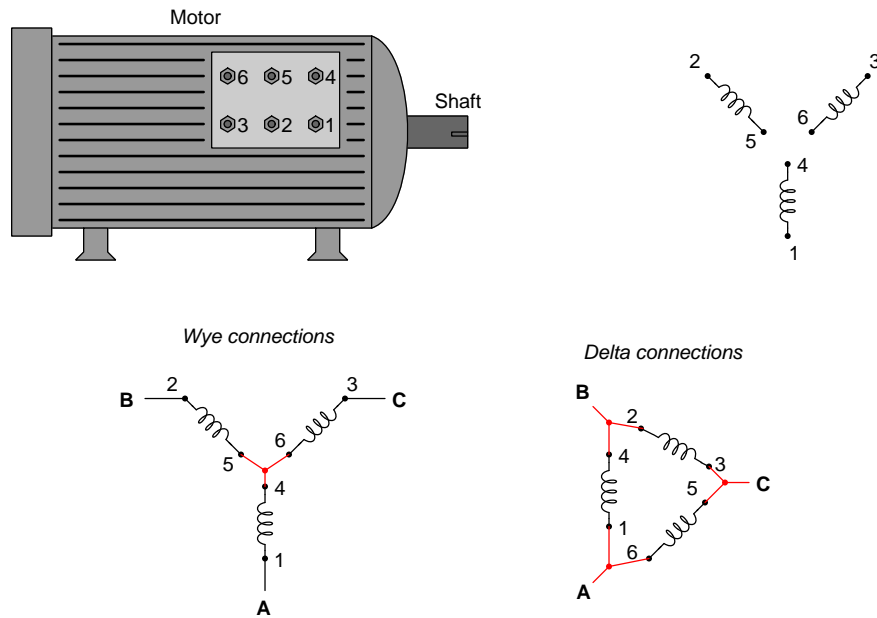 Motor
6 5 4
3 2 1
Shaft
2 3
5 6
4
1
Wye connections
B 2 3 C
5 6
4
1
A
Delta connections
B
2
4 3
5 C
1
6
A